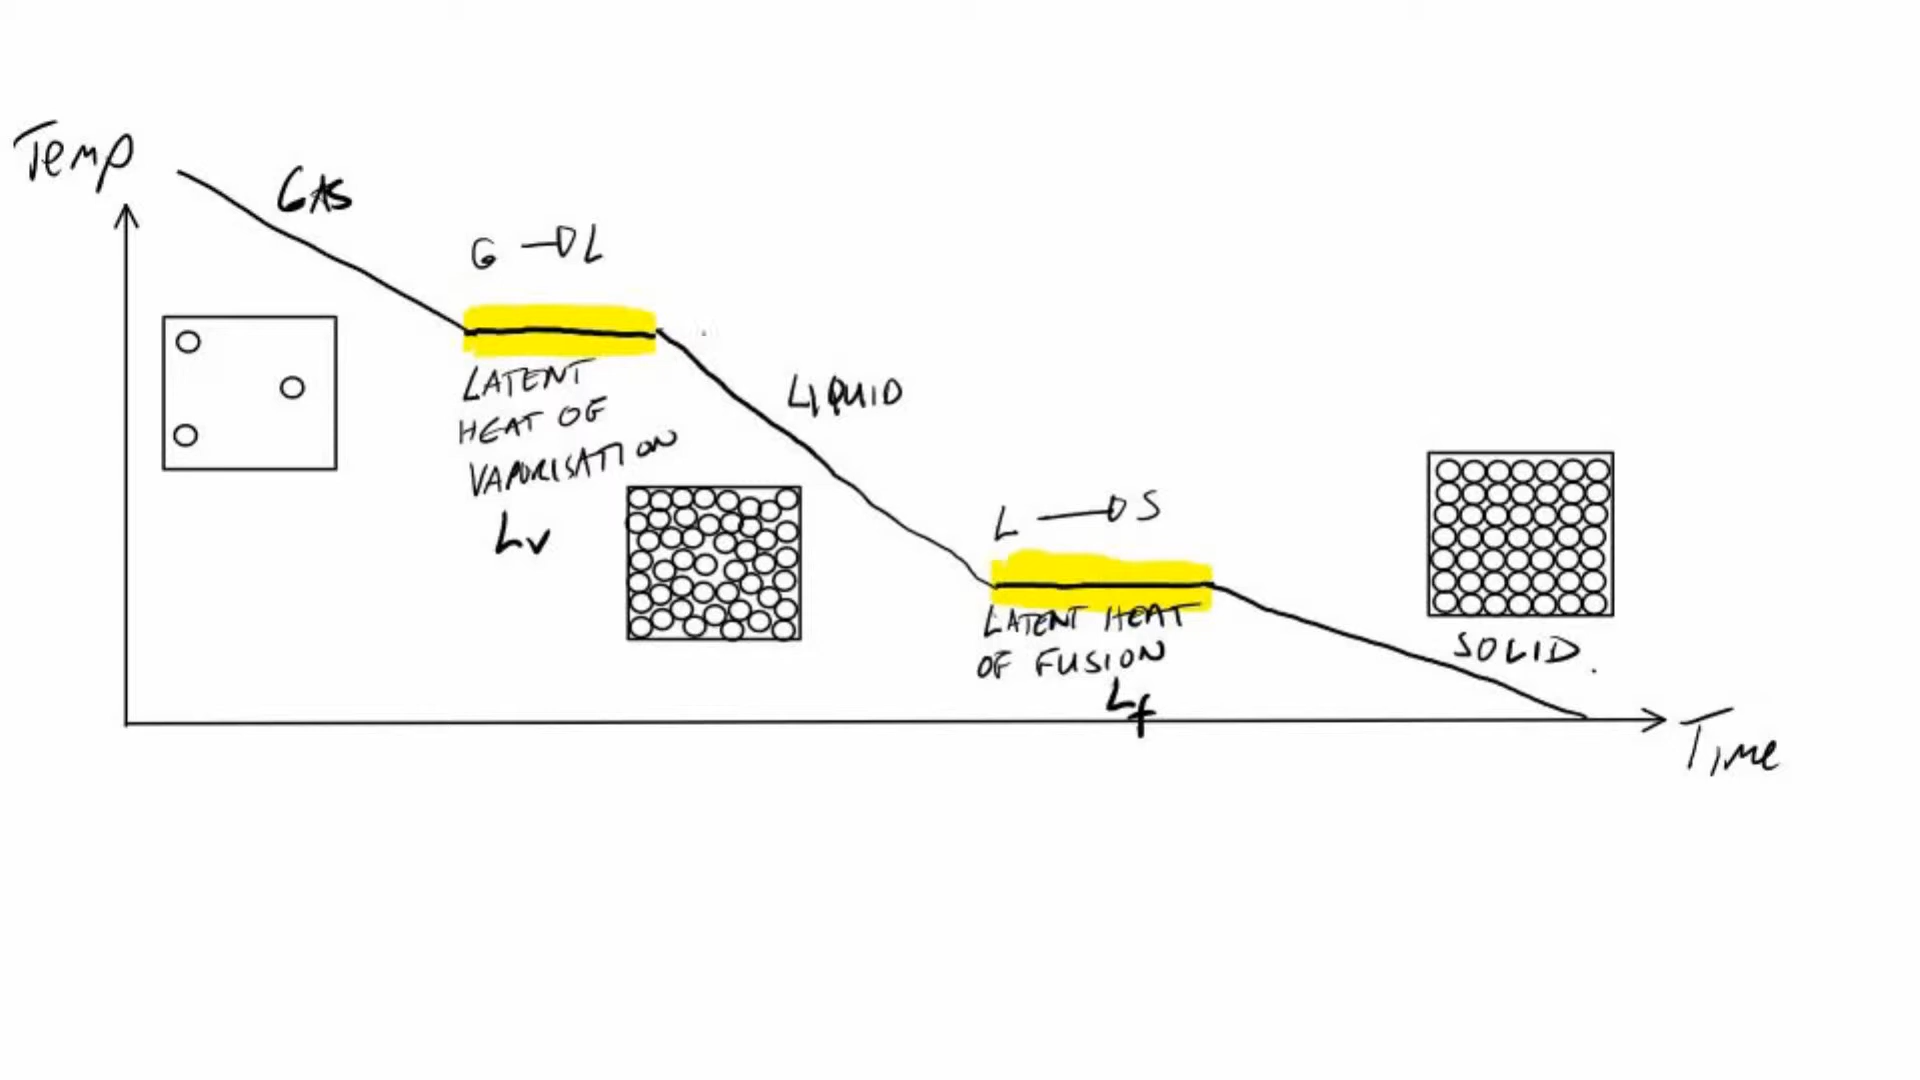 Temp
GAS
G → L
LATENT
HEAT OF
VAPORISATION
Lv
LIQUID
L → S
LATENT HEAT
OF FUSION
Lf
SOLID.
Time